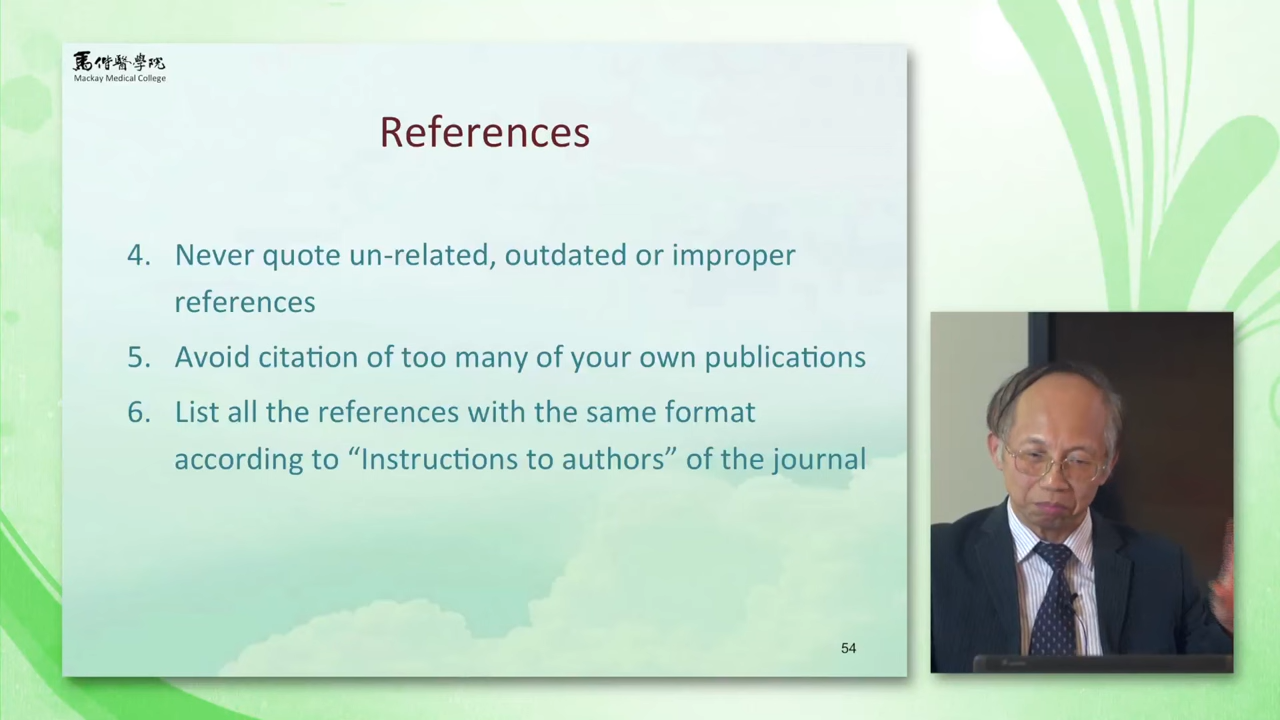 馬偕醫學院
Mackay Medical College
References
4. Never quote un-related, outdated or improper
references
5. Avoid citation of too many of your own publications
6. List all the references with the same format
according to “Instructions to authors” of the journal
54